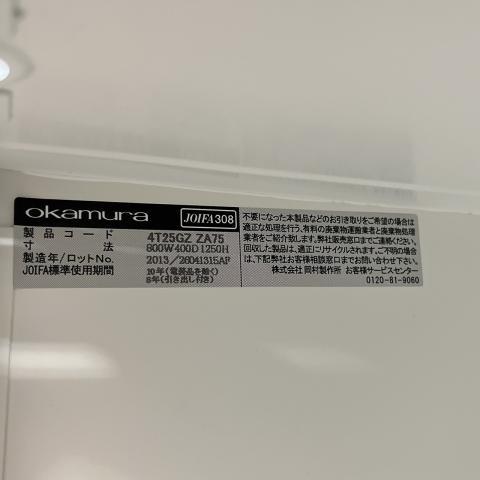 okamura JOIFA308
製品コード 4T25GZ ZA75
寸法 800W400D1250H
製造年/ロットNo. 2013/26041315AF
JOIFA標準使用期間 10年(電装品を除く)
8年(引き出し付き)
不要になった本製品などのお引き取りをご希望の場合は
適正な処理を行う、有料の廃棄物運搬業者と廃棄物処理
業者をご紹介致します。弊社販売窓口までご連絡ください。
回収した製品は、適正にリサイクルされます。ご不明の場合
は、下記弊社お客様相談窓口までお問い合わせ下さい。
株式会社 岡村製作所 お客様サービスセンター
0120-81-9060